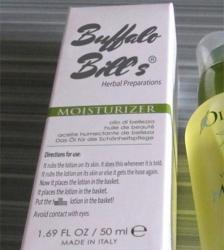 Buffalo
Bill's®
Herbal Preparations
MOISTURIZER
olio di bellezza
huile de beauté
aceite humectante de belleza
Das Öl für die Schönheitspflege
Directions for use:
It rubs the lotion on its skin. It does this whenever it is told.
It rubs the lotion on its skin or else it gets the hose again.
Now it places the lotion in the basket.
It places the lotion in the basket.
Put the lotion in the basket!
Avoid contact with eyes.
1.69 FL OZ / 50 ml e
MADE IN ITALY